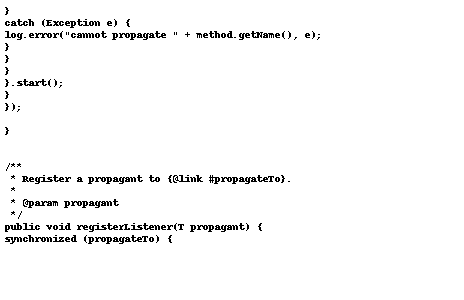 }
catch (Exception e) {
log.error("cannot propagate " + method.getName(), e);
}
}
}
}.start();
}
});

}


/**
 * Register a propagant to {@link #propagateTo}.
 *
 * @param propagant
 */
public void registerListener(T propagant) {
synchronized (propagateTo) {